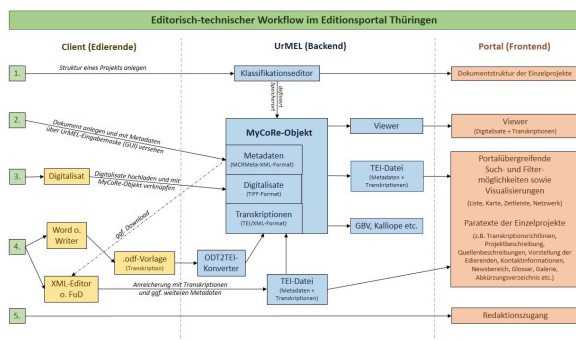 Editorisch-technischer Workflow im Editionsportal Thüringen
Client (Edierende)
UrMEL (Backend)
Portal (Frontend)
1.
Struktur eines Projekts anlegen
Klassifikationseditor
Dokumentstruktur der Einzelprojekte
definiert
Speicherort
2.
Dokument anlegen und mit Metadaten
über UrMEL-Eingabemaske (GUI) versehen
MyCoRe-Objekt
Metadaten
(MCRMeta-XML-Format)
Digitalisate
(TIFF-Format)
Transkriptionen
(TEI/XML-Format)
Viewer
Viewer
(Digitalisate + Transkriptionen)
3.
Digitalisat
Digitalisate hochladen und mit
MyCoRe-Objekt verknüpfen
TEI-Datei
(Metadaten +
Transkriptionen)
GBV, Kalliope etc.
Portalübergreifende
Such- und Filter-
möglichkeiten sowie
Visualisierungen
(Liste, Karte, Zeitleiste, Netzwerk)
Paratexte der Einzelprojekte
(z.B. Transkriptionsrichtlinien,
Projektbeschreibung,
Quellenbeschreibungen, Vorstellung der
Edierenden, Kontaktinformationen,
Newsbereich, Glossar, Galerie,
Abkürzungsverzeichnis etc.)
ggf. Download
4.
Word o.
Writer
.odf-Vorlage
(Transkription)
ODT2TEI-
Konverter
XML-Editor
o. FuD
Anreicherung mit Transkriptionen
und ggf. weiteren Metadaten
TEI-Datei
(Metadaten +
Transkriptionen)
5.
Redaktionszugang